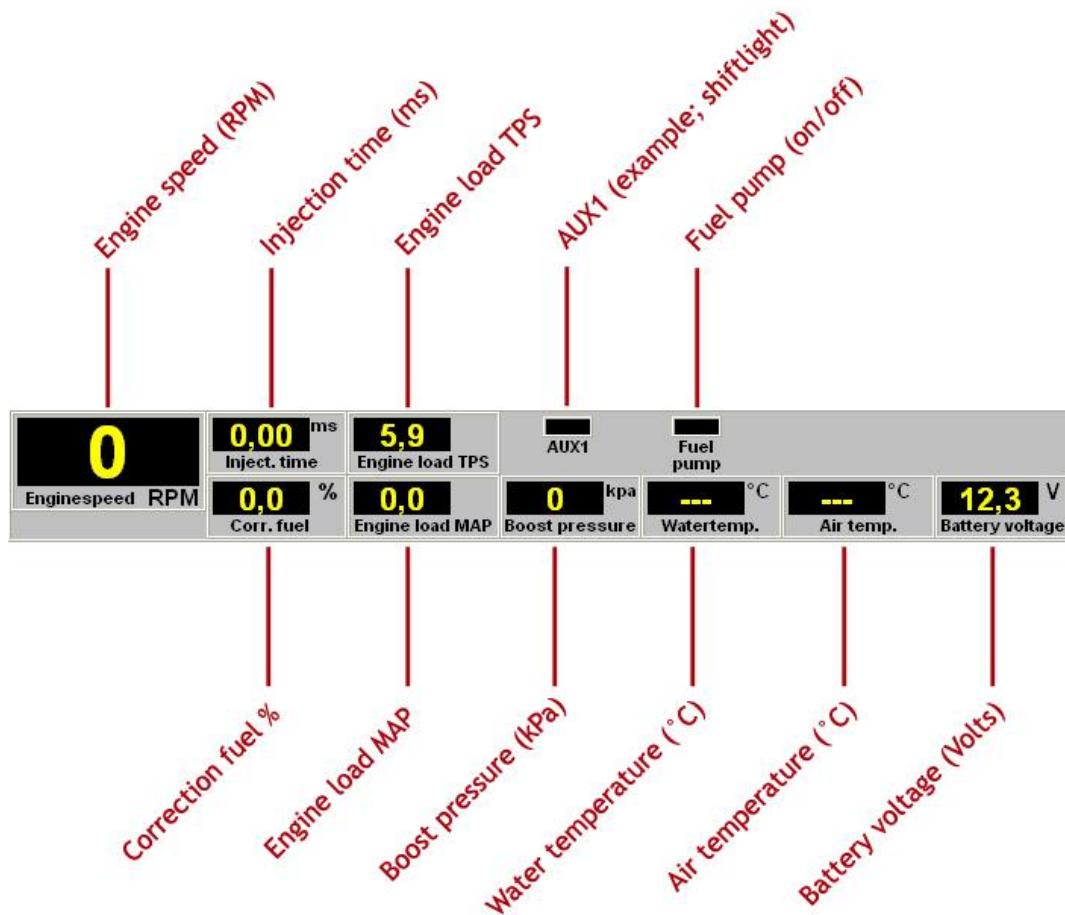 Engine speed (RPM)
Injection time (ms)
Engine load TPS
AUX1 (example; shiftlight)
Fuel pump (on/off)
0
Enginespeed RPM
0,00 ms
Inject. time
5,9
Engine load TPS
AUX1
Fuel
pump
0,0 %
Corr. fuel
0,0
Engine load MAP
0 kpa
Boost pressure
--- °C
Watertemp.
--- °C
Air temp.
12,3 V
Battery voltage
Correction fuel %
Engine load MAP
Boost pressure (kPa)
Water temperature (°C)
Air temperature (°C)
Battery voltage (Volts)